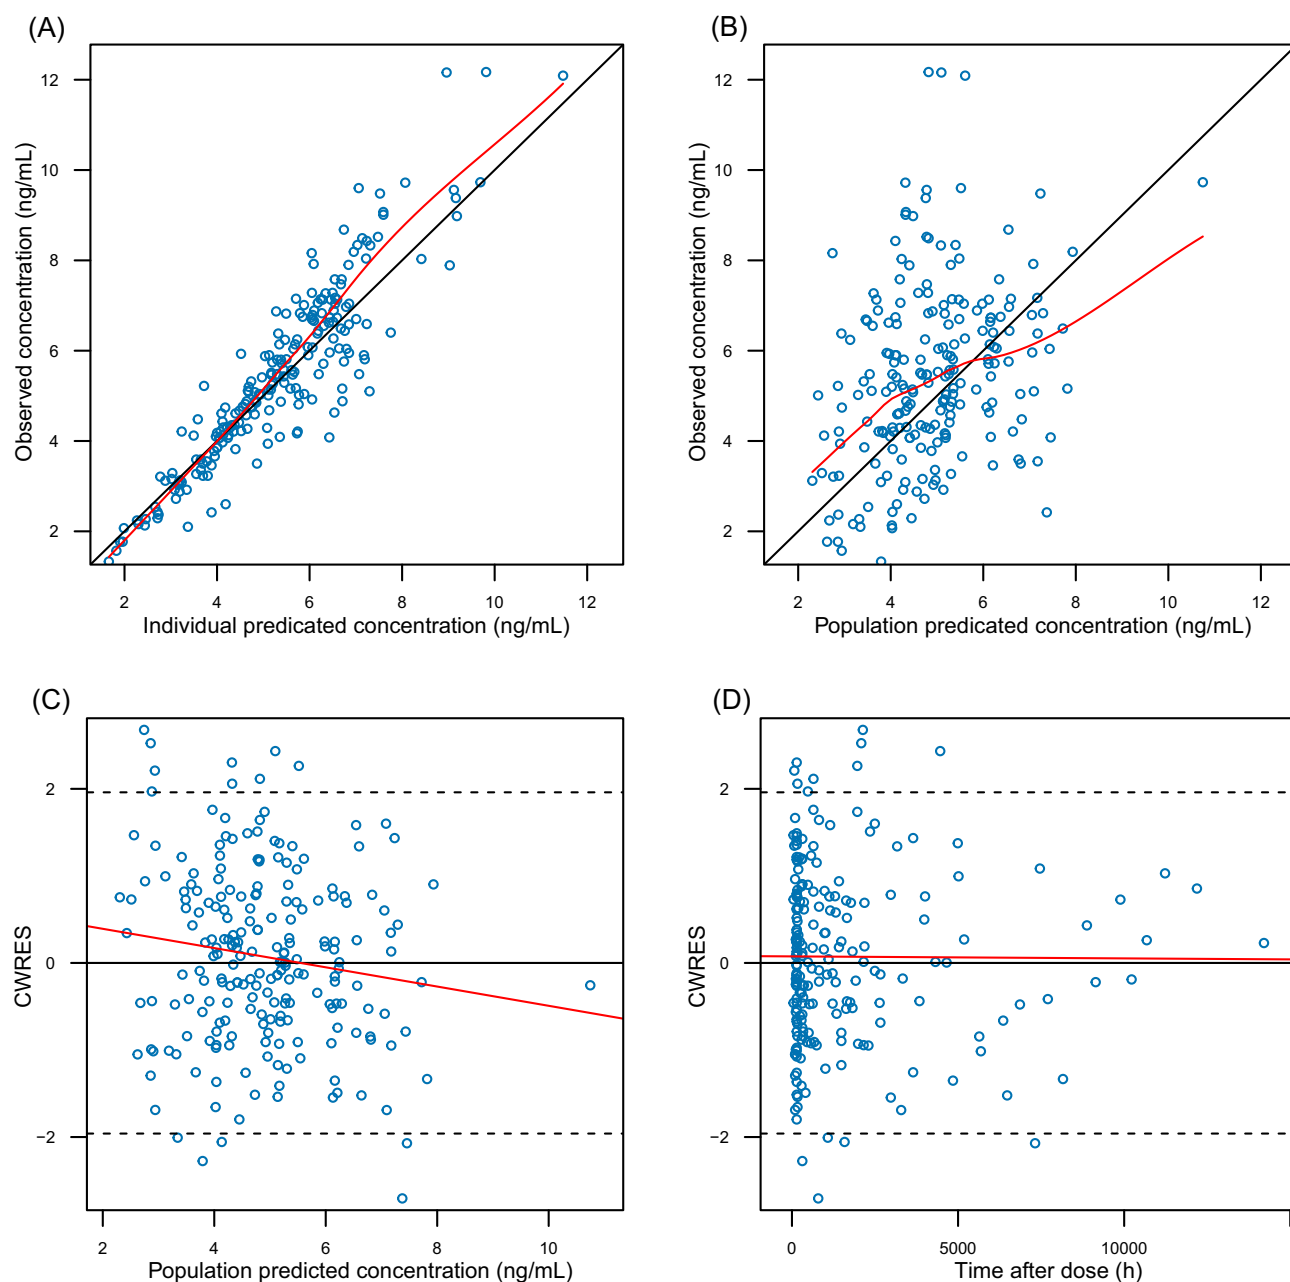 (A)
12
10
8
6
4
2
Observed concentration (ng/mL)
2 4 6 8 10 12
Individual predicated concentration (ng/mL)
(B)
12
10
8
6
4
2
Observed concentration (ng/mL)
2 4 6 8 10 12
Population predicated concentration (ng/mL)
(C)
2
0
−2
CWRES
2 4 6 8 10
Population predicted concentration (ng/mL)
(D)
2
0
−2
CWRES
0 5000 10000
Time after dose (h)